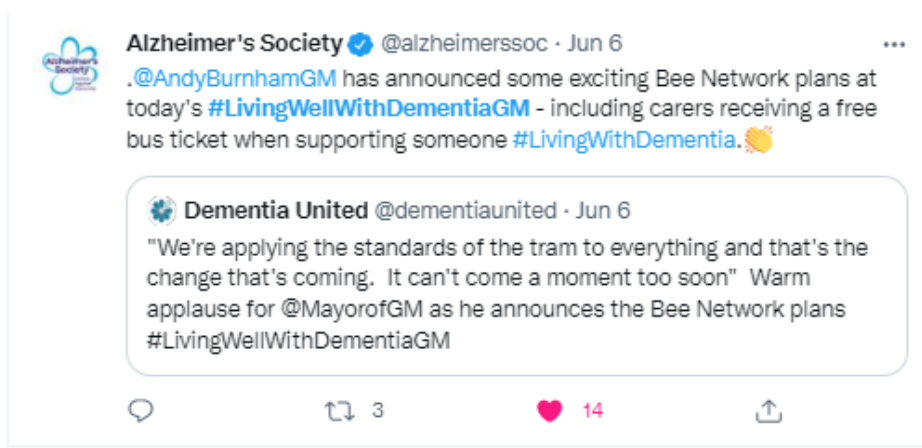 Alzheimer's Society @alzheimerssoc · Jun 6
.@AndyBurnhamGM has announced some exciting Bee Network plans at
today's #LivingWellWithDementiaGM - including carers receiving a free
bus ticket when supporting someone #LivingWithDementia.👏
Dementia United @dementiaunited · Jun 6
"We're applying the standards of the tram to everything and that's the
change that's coming.  It can't come a moment too soon"  Warm
applause for @MayorofGM as he announces the Bee Network plans
#LivingWellWithDementiaGM
3 14
Alzheimer's
Society